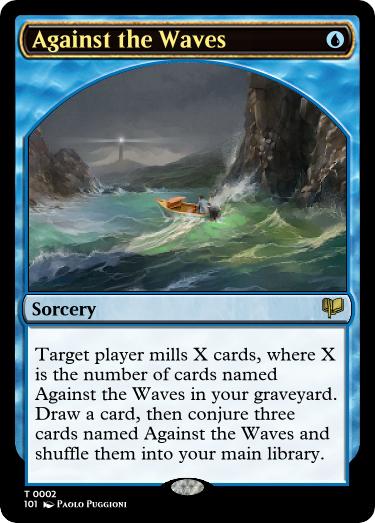 Against the Waves
Sorcery
Target player mills X cards, where X
is the number of cards named
Against the Waves in your graveyard.
Draw a card, then conjure three
cards named Against the Waves and
shuffle them into your main library.
T 0002
101 Paolo Puggioni